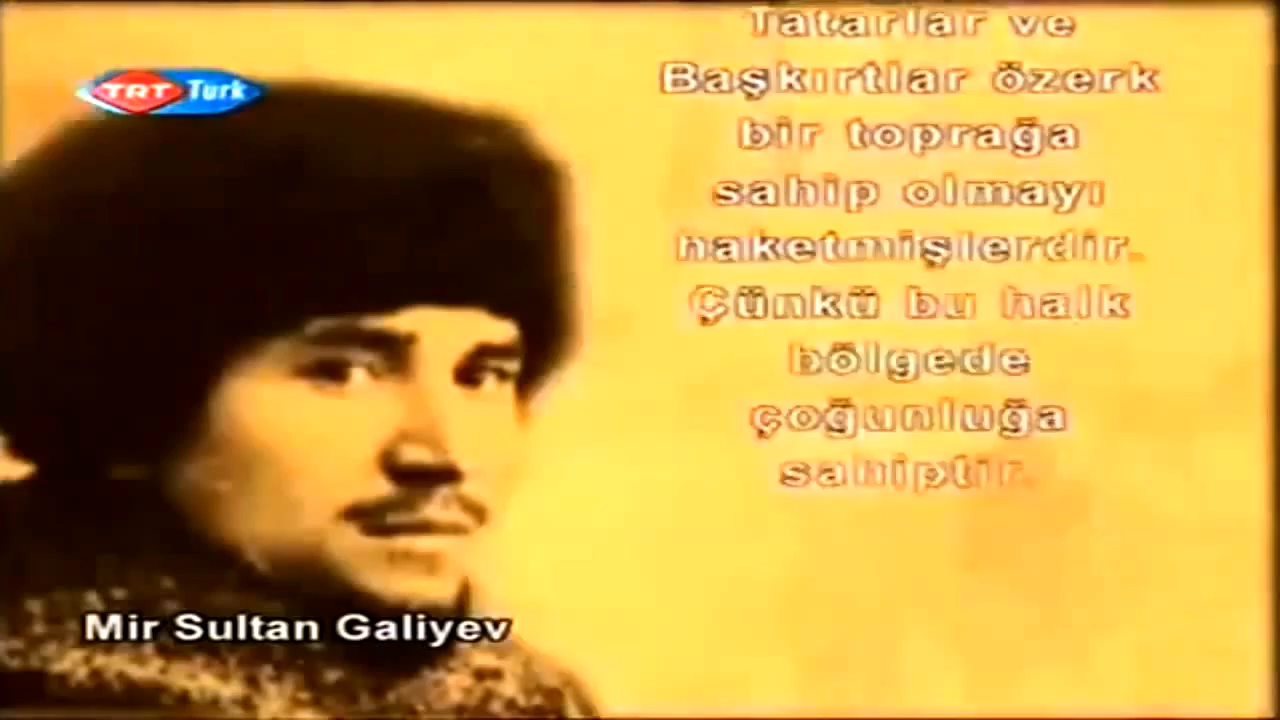 TRT Türk
Tatarlar ve
Başkırtlar özerk
bir toprağa
sahip olmayı
haketmişlerdir.
Çünkü bu halk
bölgede
çoğunluğa
sahiptir.
Mir Sultan Galiyev